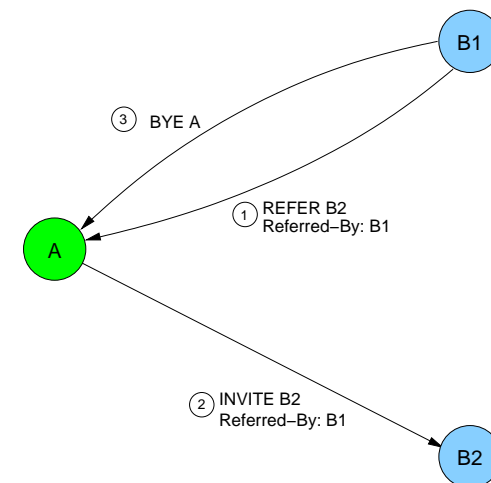 B1
3 BYE A
1 REFER B2
Referred–By: B1
A
2 INVITE B2
Referred–By: B1
B2